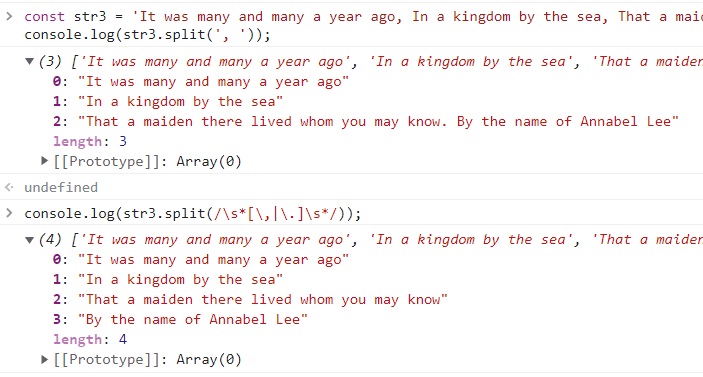 > const str3 = 'It was many and many a year ago, In a kingdom by the sea, That a maid
console.log(str3.split(', '));
▼(3) ['It was many and many a year ago', 'In a kingdom by the sea', 'That a maiden
0: "It was many and many a year ago"
1: "In a kingdom by the sea"
2: "That a maiden there lived whom you may know. By the name of Annabel Lee"
length: 3
▶[[Prototype]]: Array(0)
<· undefined
> console.log(str3.split(/\s*[\,|\.]\s*/));
▼(4) ['It was many and many a year ago', 'In a kingdom by the sea', 'That a maiden
0: "It was many and many a year ago"
1: "In a kingdom by the sea"
2: "That a maiden there lived whom you may know"
3: "By the name of Annabel Lee"
length: 4
▶[[Prototype]]: Array(0)